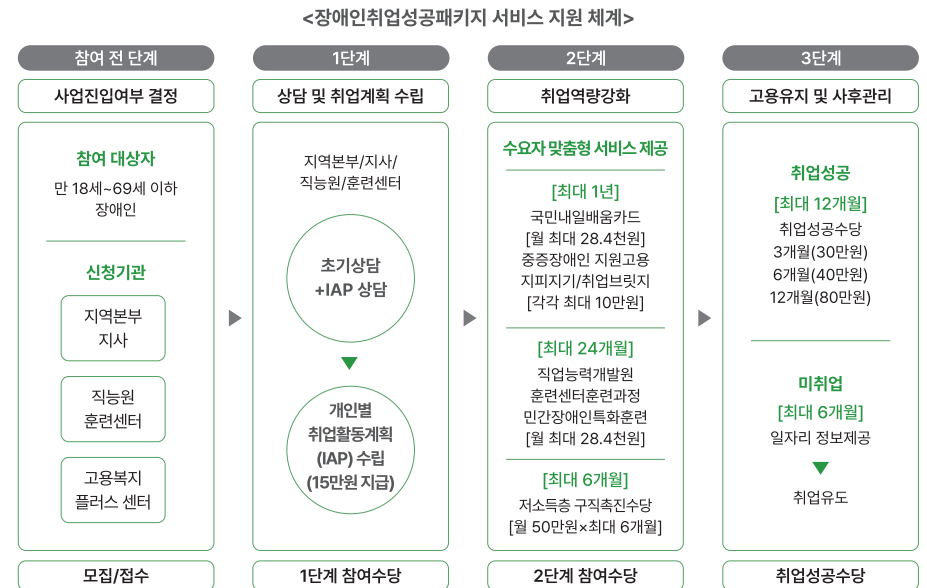 <장애인취업성공패키지 서비스 지원 체계>
참여 전 단계
사업진입여부 결정
참여 대상자
만 18세~69세 이하
장애인
신청기관
지역본부
지사
직능원
훈련센터
고용복지
플러스 센터
모집/접수
1단계
상담 및 취업계획 수립
지역본부/지사/
직능원/훈련센터
초기상담
+IAP 상담
개인별
취업활동계획
(IAP) 수립
(15만원 지급)
1단계 참여수당
2단계
취업역량강화
수요자 맞춤형 서비스 제공
[최대 1년]
국민내일배움카드
[월 최대 28.4천원]
중증장애인 지원고용
지피지기/취업브릿지
[각각 최대 10만원]
[최대 24개월]
직업능력개발원
훈련센터훈련과정
민간장애인특화훈련
[월 최대 28.4천원]
[최대 6개월]
저소득층 구직촉진수당
[월 50만원×최대 6개월]
2단계 참여수당
3단계
고용유지 및 사후관리
취업성공
[최대 12개월]
취업성공수당
3개월(30만원)
6개월(40만원)
12개월(80만원)
미취업
[최대 6개월]
일자리 정보제공
취업유도
취업성공수당